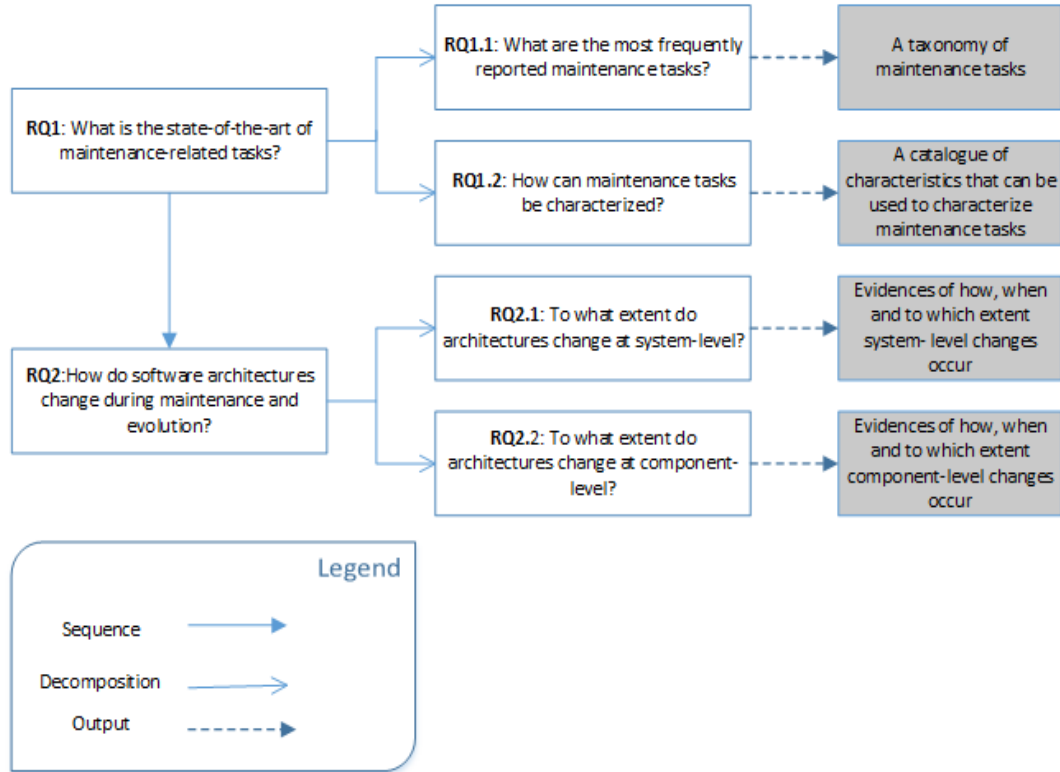 RQ1.1: What are the most frequently
reported maintenance tasks?
A taxonomy of
maintenance tasks
RQ1: What is the state-of-the-art of
maintenance-related tasks?
RQ1.2: How can maintenance tasks
be characterized?
A catalogue of
characteristics that can be
used to characterize
maintenance tasks
RQ2.1: To what extent do
architectures change at system-level?
Evidences of how, when
and to which extent
system- level changes
occur
RQ2:How do software architectures
change during maintenance and
evolution?
RQ2.2: To what extent do
architectures change at component-
level?
Evidences of how, when
and to which extent
component-level changes
occur
Legend
Sequence
Decomposition
Output